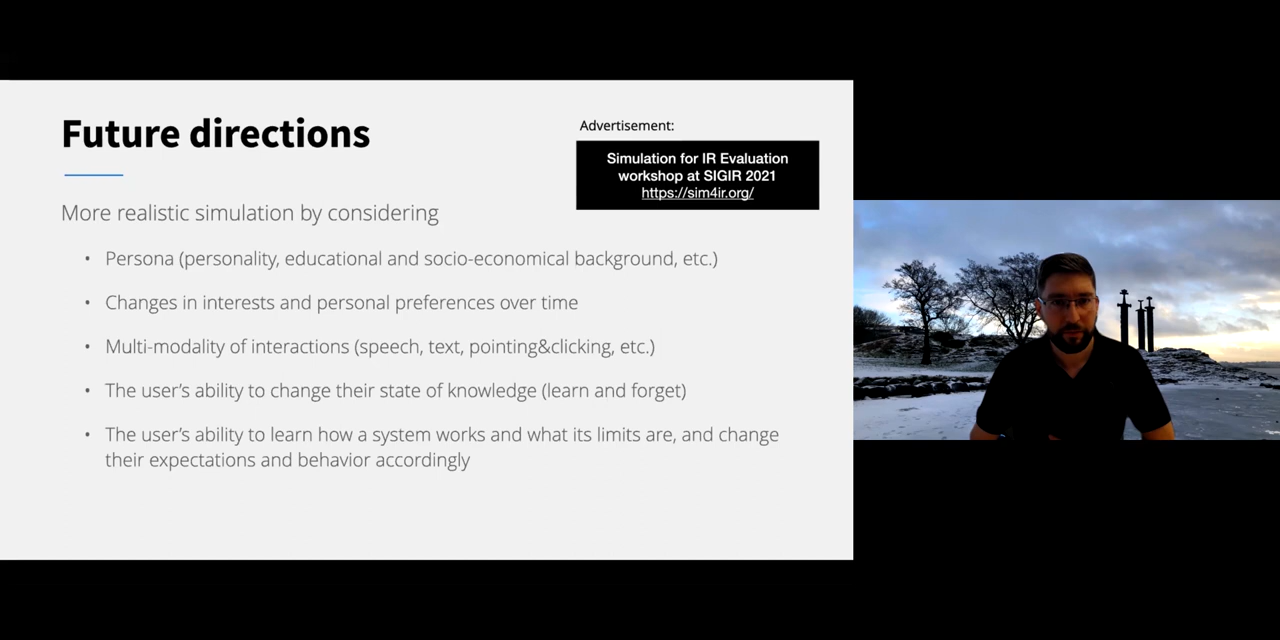 Future directions
Advertisement:
Simulation for IR Evaluation
workshop at SIGIR 2021
https://sim4ir.org/
More realistic simulation by considering
• Persona (personality, educational and socio-economical background, etc.)
• Changes in interests and personal preferences over time
• Multi-modality of interactions (speech, text, pointing&clicking, etc.)
• The user’s ability to change their state of knowledge (learn and forget)
• The user’s ability to learn how a system works and what its limits are, and change
their expectations and behavior accordingly